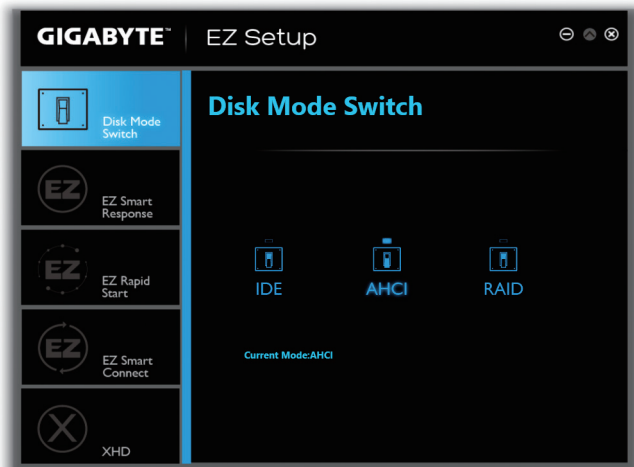 GIGABYTE™ EZ Setup
Disk Mode
Switch
EZ
EZ Smart
Response
EZ
EZ Rapid
Start
EZ
EZ Smart
Connect
X
XHD
Disk Mode Switch
IDE AHCI RAID
Current Mode:AHCI